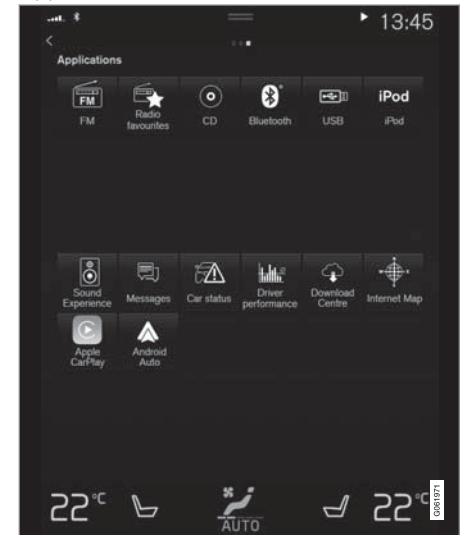 13:45
Applications
FM
iPod
FM
Radio
favourites
CD
Bluetooth
USB
iPod
Sound
Experience
Messages
Car status
Driver
performance
Download
Centre
Internet Map
Apple
CarPlay
Android
Auto
22°C
22°C
AUTO
G061971